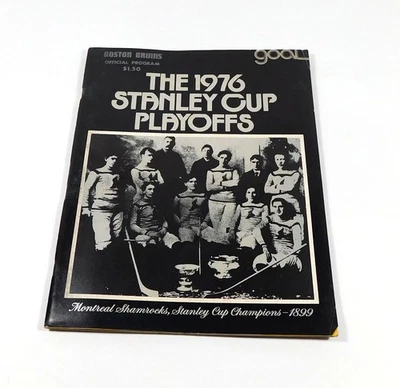 BOSTON BRUINS
OFFICIAL PROGRAM
$1.50
goal
THE 1976
STANLEY CUP
PLAYOFFS
Montreal Shamrocks, Stanley Cup Champions-1899